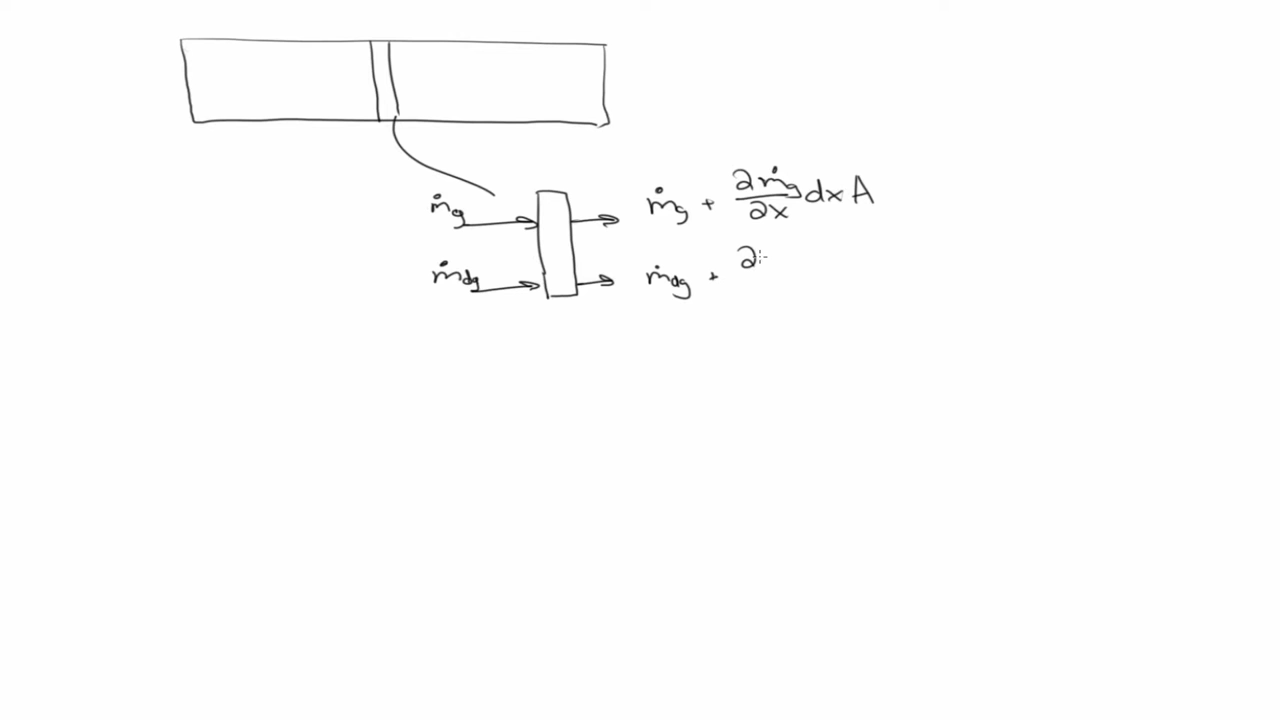 ṁg ṁg + ∂ṁg/∂x dx A
ṁdg ṁdg + ∂